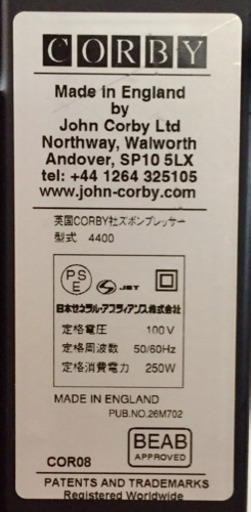 CORBY
Made in England
by
John Corby Ltd
Northway, Walworth
Andover, SP10 5LX
tel: +44 1264 325105
www.john-corby.com
英国CORBY社ズボンプレッサー
型式 4400
PS
E
S JET
日本ゼネラル・アプライアンス株式会社
定格電圧 100V
定格周波数 50/60Hz
定格消費電力 250W
MADE IN ENGLAND
PUB.NO.26M702
BEAB
APPROVED
COR08
PATENTS AND TRADEMARKS
Registered Worldwide